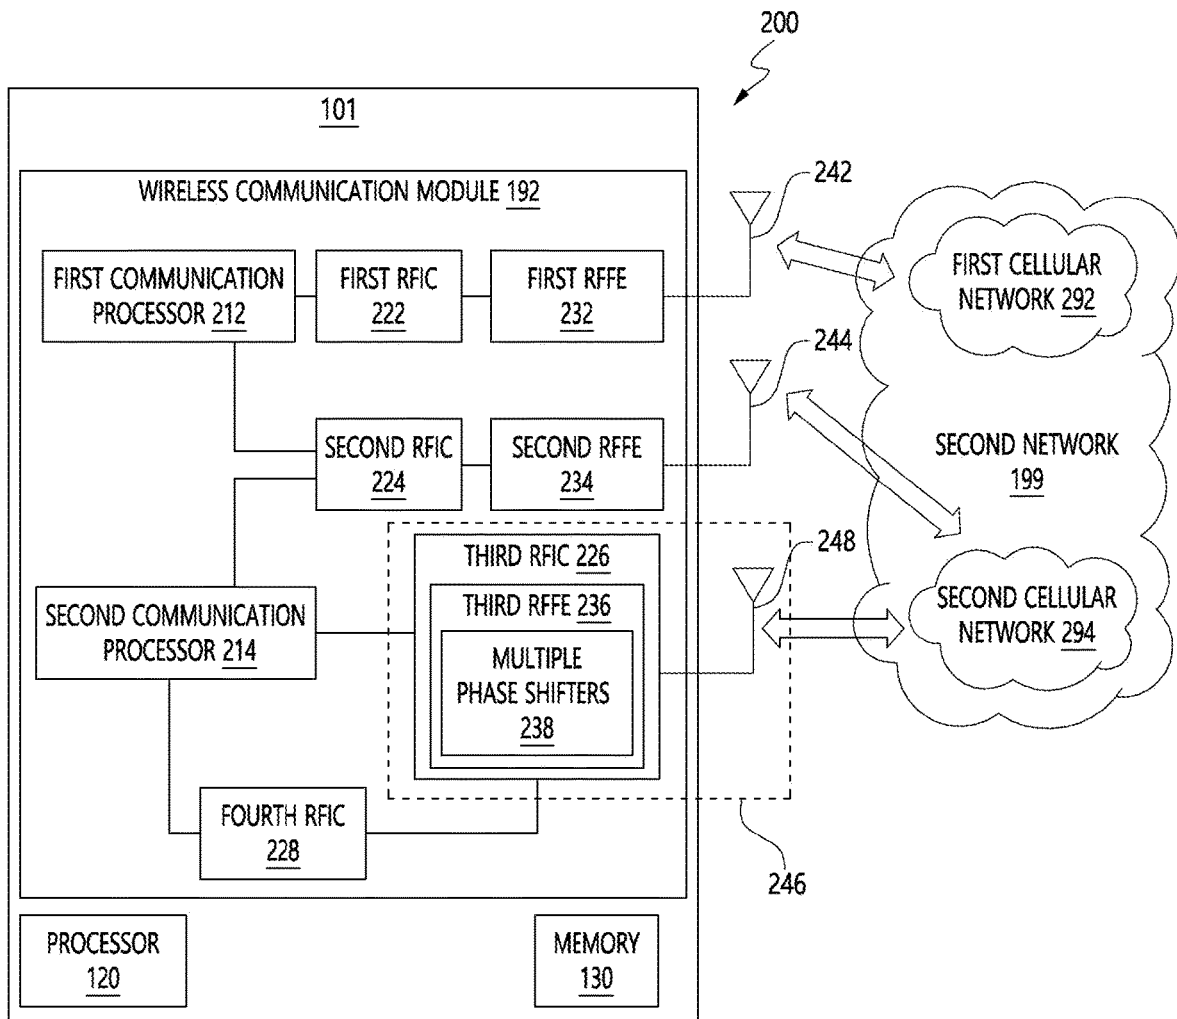 200
101
WIRELESS COMMUNICATION MODULE 192
242
FIRST COMMUNICATION
PROCESSOR 212
FIRST RFIC
222
FIRST RFFE
232
FIRST CELLULAR
NETWORK 292
244
SECOND RFIC
224
SECOND RFFE
234
SECOND NETWORK
199
THIRD RFIC 226
248
SECOND COMMUNICATION
PROCESSOR 214
THIRD RFFE 236
MULTIPLE
PHASE SHIFTERS
238
SECOND CELLULAR
NETWORK 294
FOURTH RFIC
228
246
PROCESSOR
120
MEMORY
130